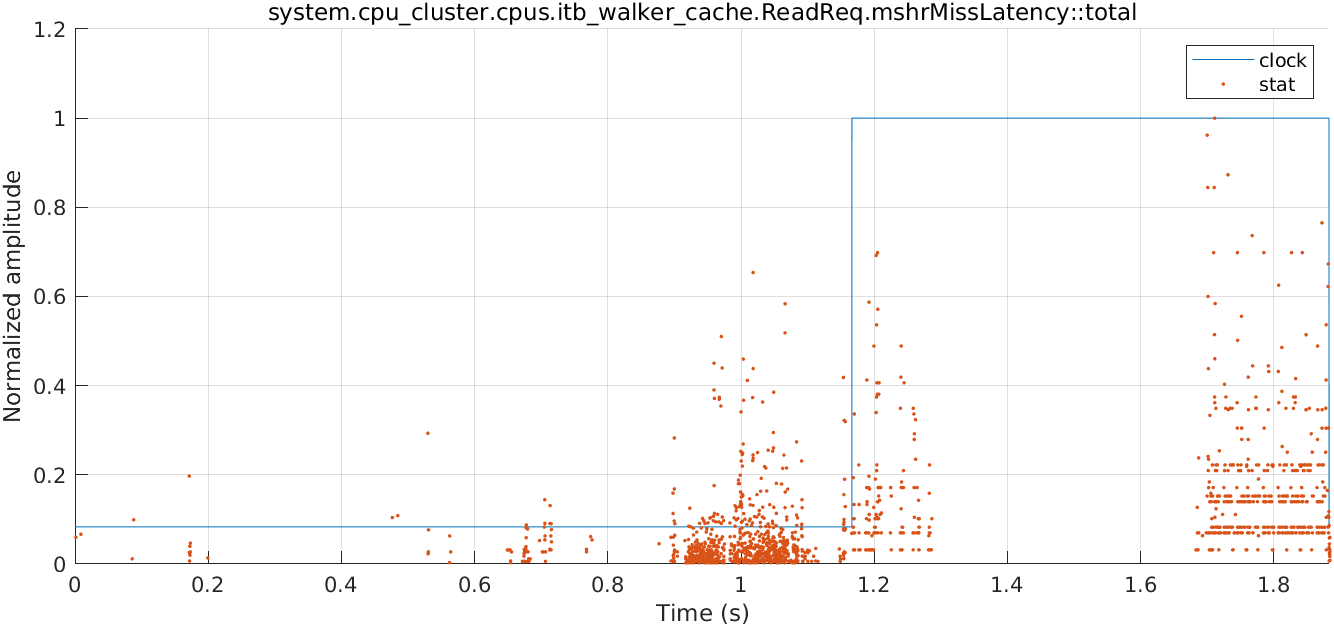 system.cpu_cluster.cpus.itb_walker_cache.ReadReq.mshrMissLatency::total
1.2
1
0.8
0.6
0.4
0.2
0
Normalized amplitude
clock
stat
0 0.2 0.4 0.6 0.8 1 1.2 1.4 1.6 1.8
Time (s)